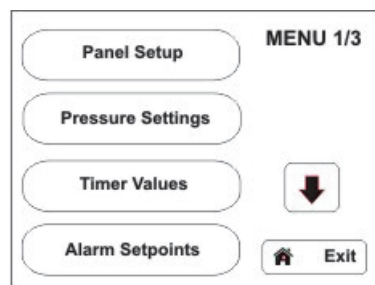 Panel Setup
MENU 1/3
Pressure Settings
Timer Values
Alarm Setpoints
Exit